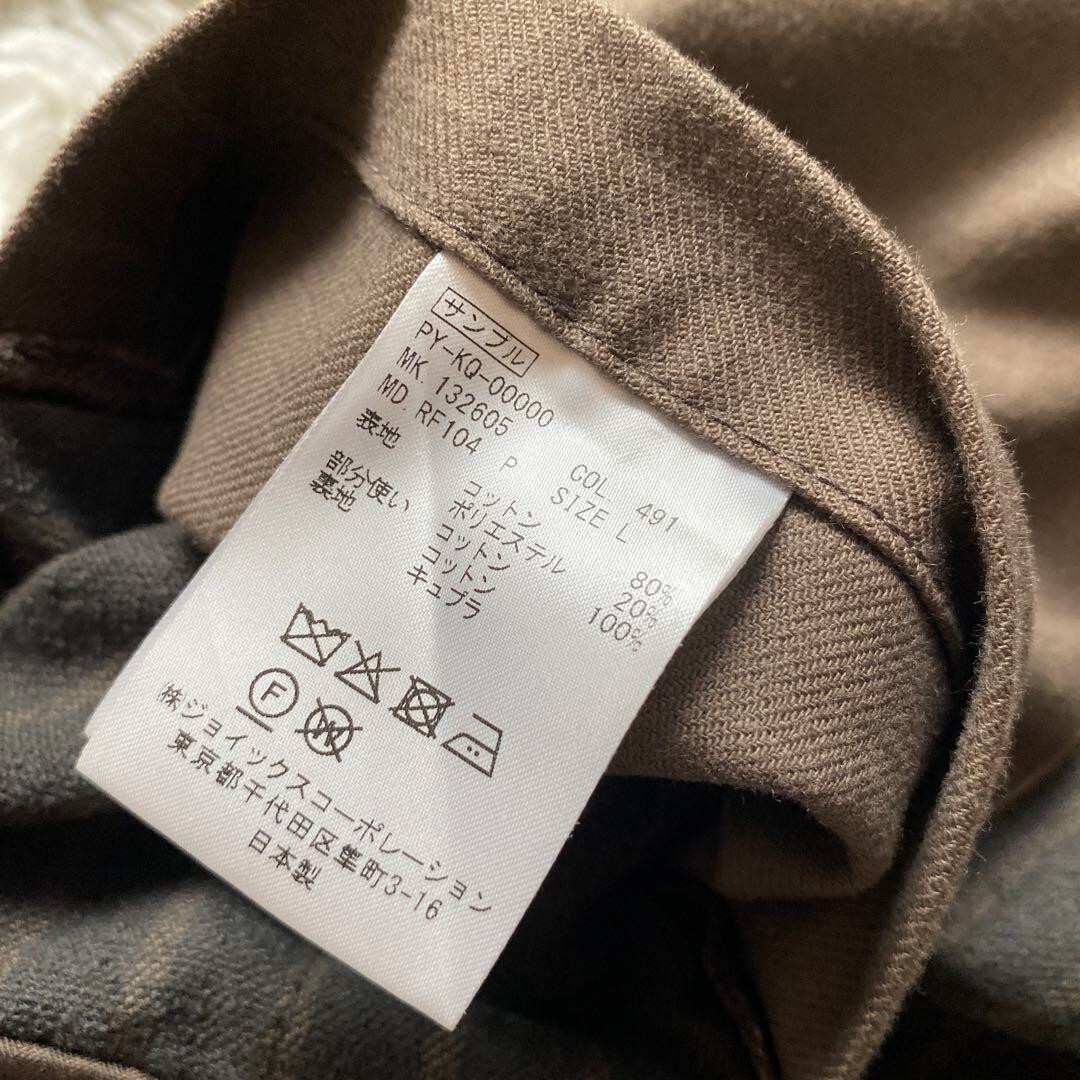 サンプル
PY-KQ-00000
MK. 132605 COL 491
MD. RF104 P SIZE L
表地 コットン 80%
ポリエステル 20%
部分使い コットン 100%
裏地 コットン
キュプラ
F
W
(株)ジョイックスコーポレーション
東京都千代田区隼町3-16
日本製